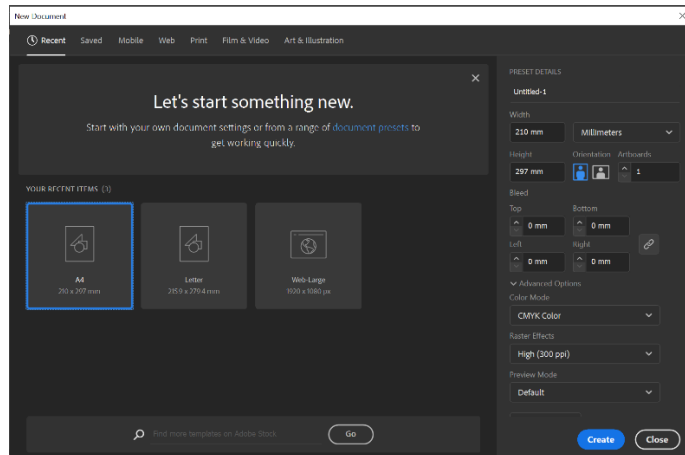 New Document
Recent Saved Mobile Web Print Film & Video Art & Illustration
Let's start something new.
Start with your own document settings or from a range of document presets to
get working quickly.
YOUR RECENT ITEMS (3)
A4
210 x 297 mm
Letter
215.9 x 279.4 mm
Web-Large
1920 x 1080 px
Find more templates on Adobe Stock
Go
PRESET DETAILS
Untitled-1
Width
210 mm Millimeters
Height Orientation Artboards
297 mm 1
Bleed
Top Bottom
0 mm 0 mm
Left Right
0 mm 0 mm
Advanced Options
Color Mode
CMYK Color
Raster Effects
High (300 ppi)
Preview Mode
Default
Create Close